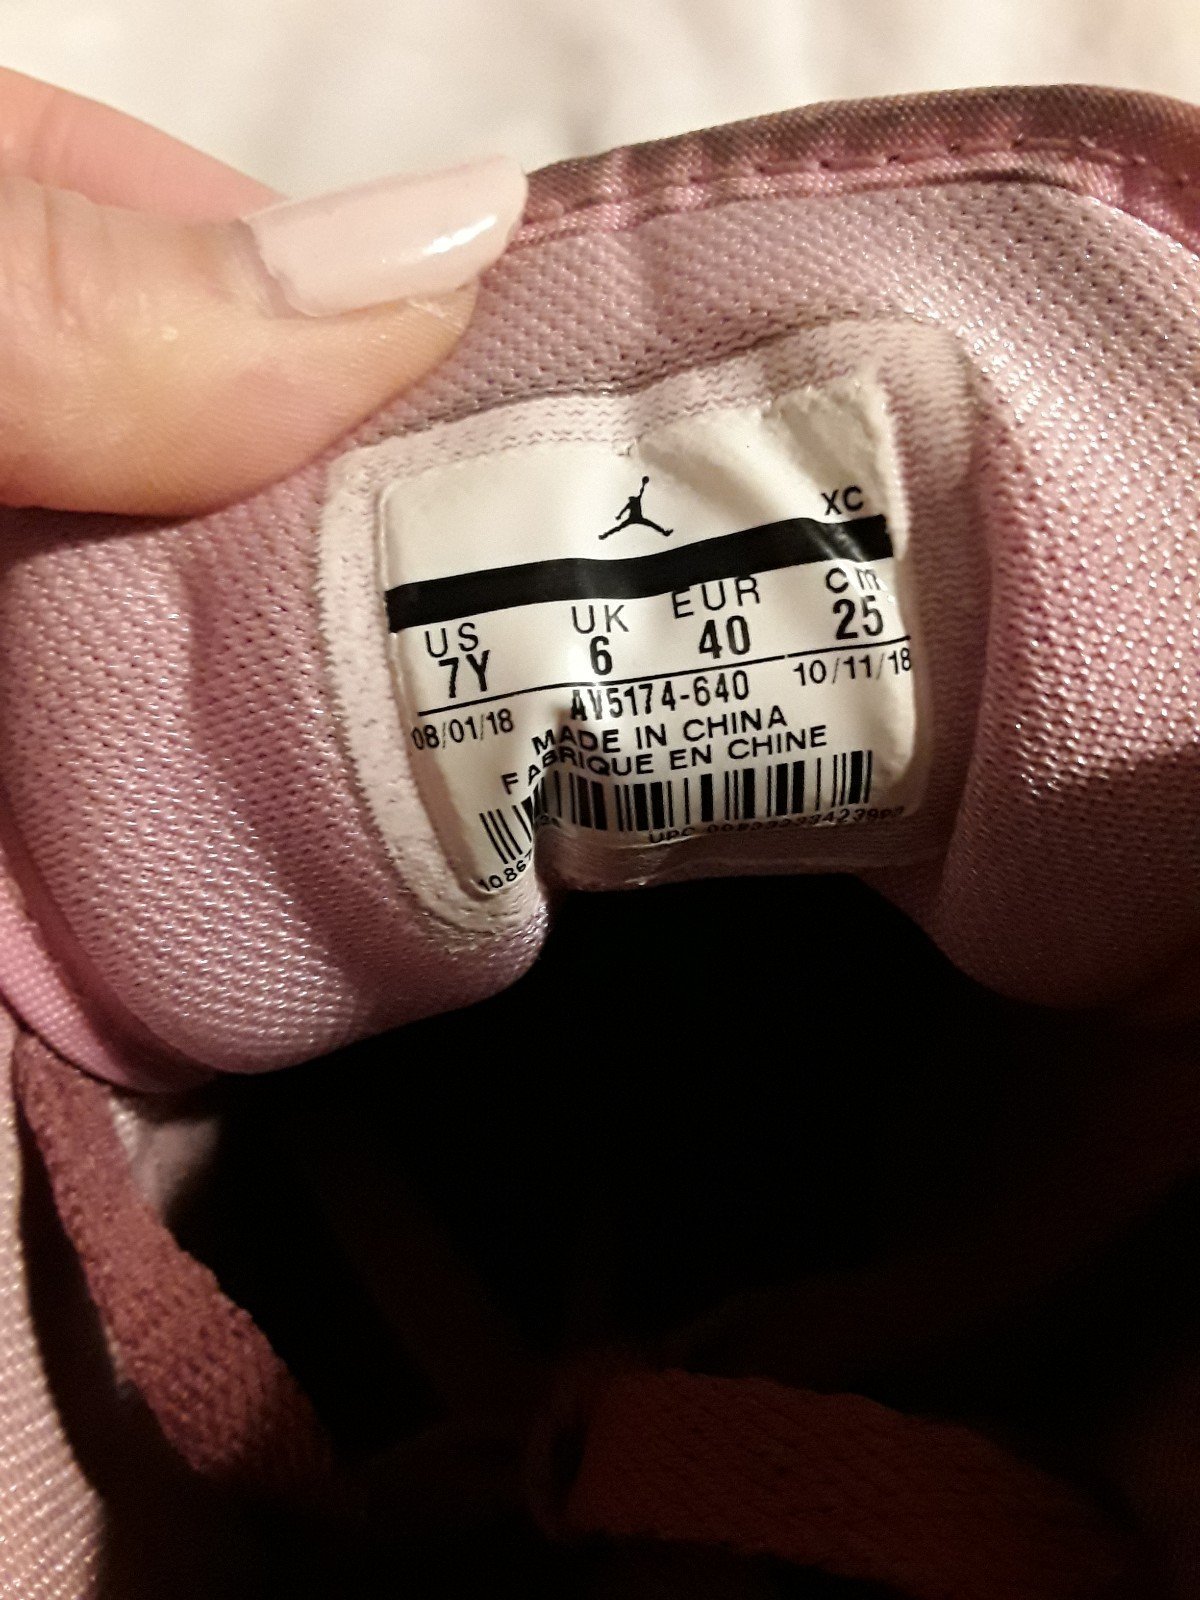 XC
US UK EUR cm
7Y 6 40 25
08/01/18 AV5174-640 10/11/18
MADE IN CHINA
FABRIQUE EN CHINE
UPC